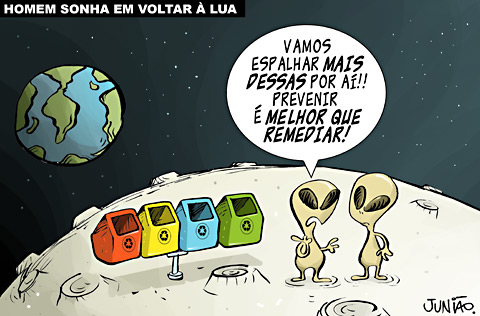 HOMEM SONHA EM VOLTAR À LUA
VAMOS
ESPALHAR MAIS
DESSAS POR AÍ!!
PREVENIR
É MELHOR QUE
REMEDIAR!
JUNIÃO.